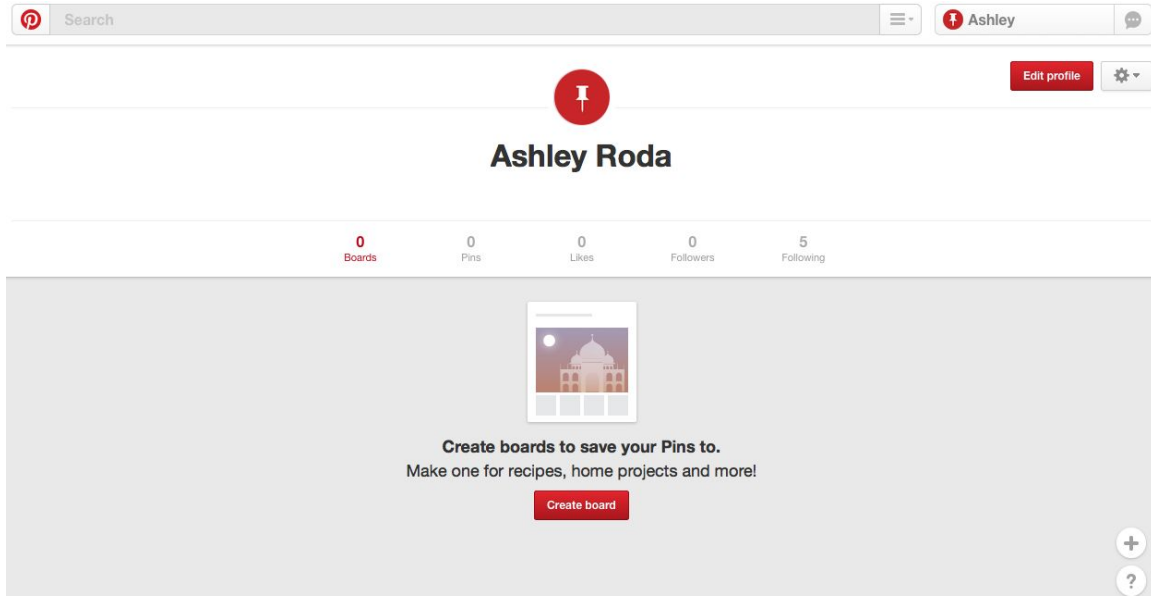 Search
Ashley
Edit profile
Ashley Roda
0 0 0 0 5
Boards Pins Likes Followers Following
Create boards to save your Pins to.
Make one for recipes, home projects and more!
Create board
+
?